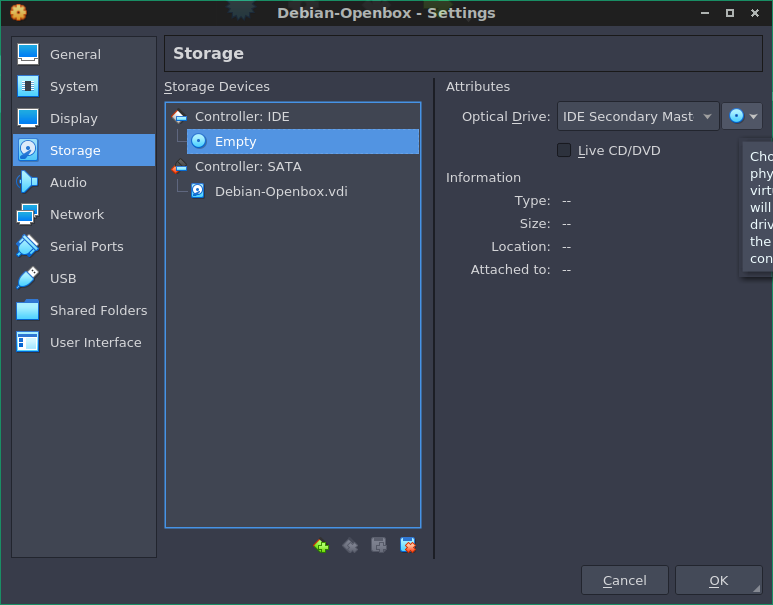 Debian-Openbox - Settings
General
System
Display
Storage
Audio
Network
Serial Ports
USB
Shared Folders
User Interface
Storage
Storage Devices
Controller: IDE
Empty
Controller: SATA
Debian-Openbox.vdi
Attributes
Optical Drive: IDE Secondary Mast
Live CD/DVD
Information
Type: --
Size: --
Location: --
Attached to: --
Cho
phy
virtu
will
driv
the
con
Cancel
OK